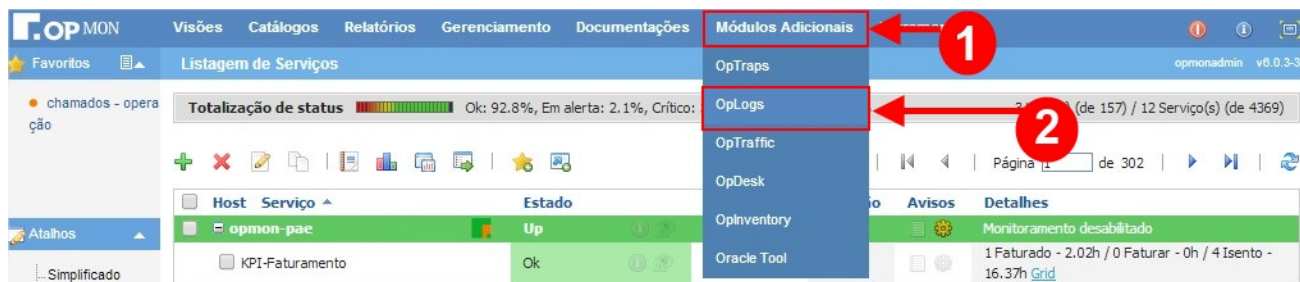 OPMON Visões Catálogos Relatórios Gerenciamento Documentações Módulos Adicionais
1
Favoritos Listagem de Serviços opmonadmin v6.0.3-3
OpTraps
OpLogs
OpTraffic
OpDesk
OpInventory
Oracle Tool
2
chamados - opera
ção
Totalização de status Ok: 92.8%, Em alerta: 2.1%, Crítico: (de 157) / 12 Serviço(s) (de 4369)
Página 1 de 302
Host Serviço Estado Avisos Detalhes
Atalhos opmon-pae Up Monitoramento desabilitado
Simplificado KPI-Faturamento Ok 1 Faturado - 2.02h / 0 Faturar - 0h / 4 Isento -
16.37h Grid